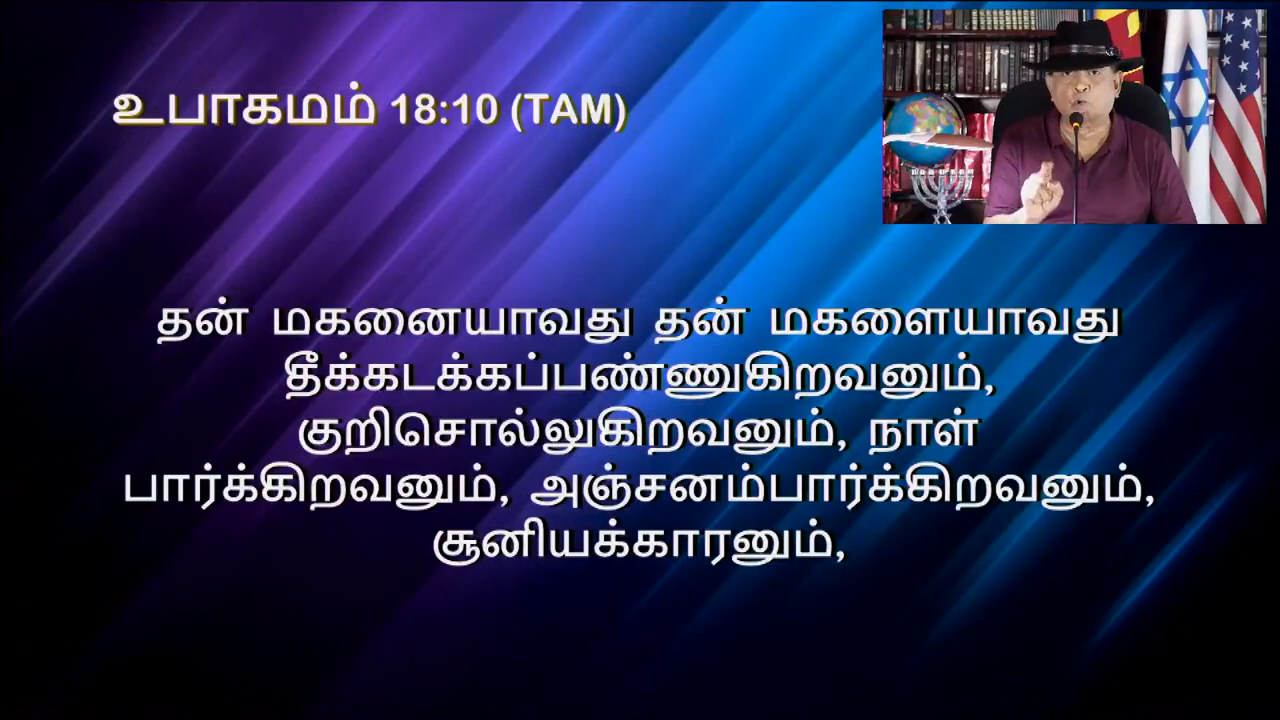 உபாகமம் 18:10 (TAM)
தன் மகனையாவது தன் மகளையாவது
தீக்கடக்கப்பண்ணுகிறவனும்,
குறிசொல்லுகிறவனும், நாள்
பார்க்கிறவனும், அஞ்சனம்பார்க்கிறவனும்,
சூனியக்காரனும்,